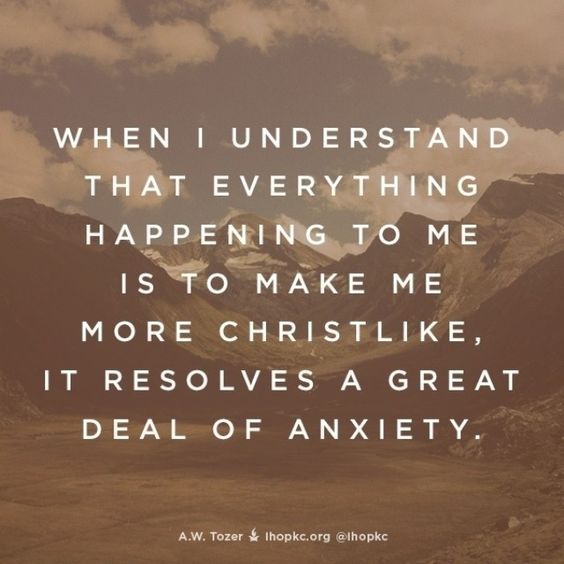 WHEN I UNDERSTAND
THAT EVERYTHING
HAPPENING TO ME
IS TO MAKE ME
MORE CHRISTLIKE,
IT RESOLVES A GREAT
DEAL OF ANXIETY.
A.W. Tozer Ihopkc.org @Ihopkc